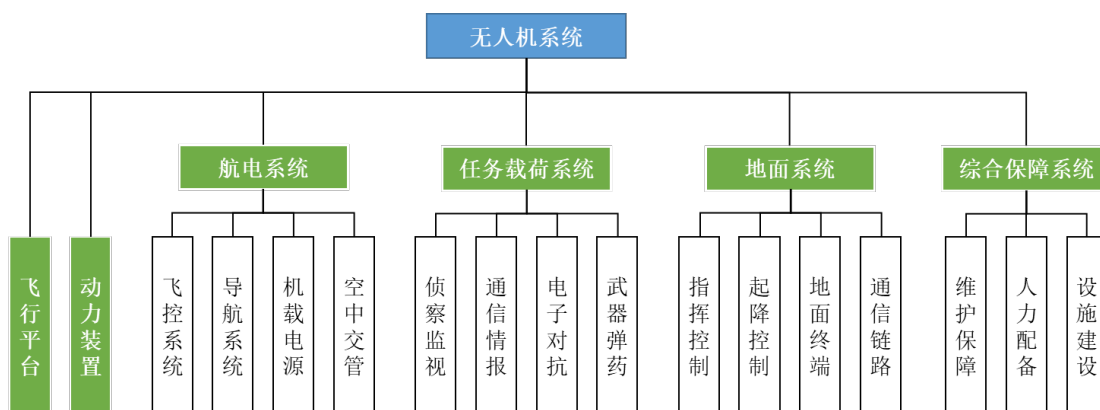 无人机系统
航电系统
任务载荷系统
地面系统
综合保障系统
飞行平台
动力装置
飞控系统
导航系统
机载电源
空中交管
侦察监视
通信情报
电子对抗
武器弹药
指挥控制
起降控制
地面终端
通信链路
维护保障
人力配备
设施建设